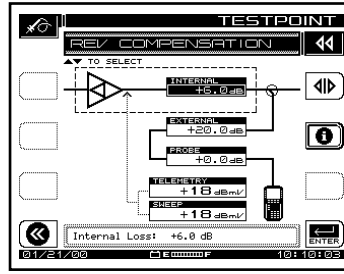 TESTPOINT
REV COMPENSATION
▲▼ TO SELECT
INTERNAL
+6.0 dB
EXTERNAL
+20.0 dB
PROBE
+0.0 dB
TELEMETRY
+18 dBmV
SWEEP
+18 dBmV
Internal Loss: +6.0 dB
ENTER
01/21/00 E F 10:10:03